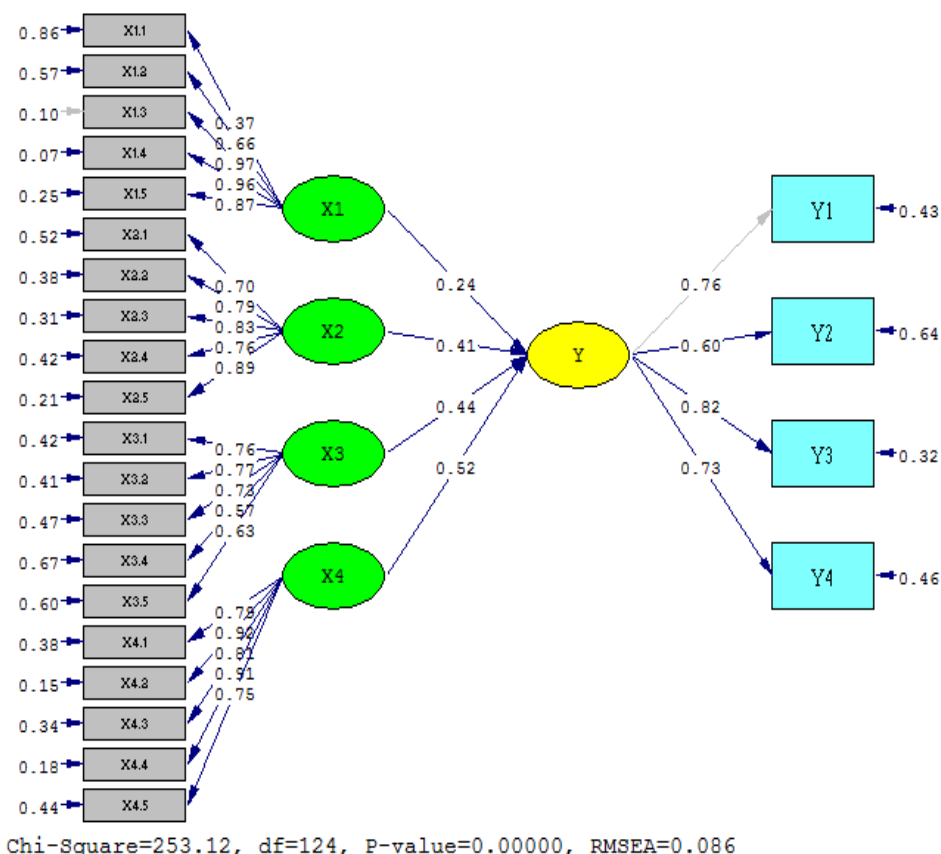 0.86 X1.1
0.57 X1.2
0.10 X1.3
0.37
0.66
0.07 X1.4
0.97
0.96
0.25 X1.5
0.87
X1
Y1 0.43
0.52 X2.1
0.38 X2.2
0.70
0.24
0.76
0.79
0.31 X2.3
0.83
X2
Y2 0.64
0.42 X2.4
0.76
0.41
Y
0.60
0.89
0.21 X2.5
0.44
0.82
0.42 X3.1
0.76
X3
Y3 0.32
0.77
0.52
0.73
0.41 X3.2
0.73
0.57
0.47 X3.3
0.63
0.67 X3.4
X4
Y4 0.46
0.60 X3.5
0.79
0.38 X4.1
0.92
0.81
0.91
0.15 X4.2
0.75
0.34 X4.3
0.18 X4.4
0.44 X4.5
Chi-Square=253.12, df=124, P-value=0.00000, RMSEA=0.086